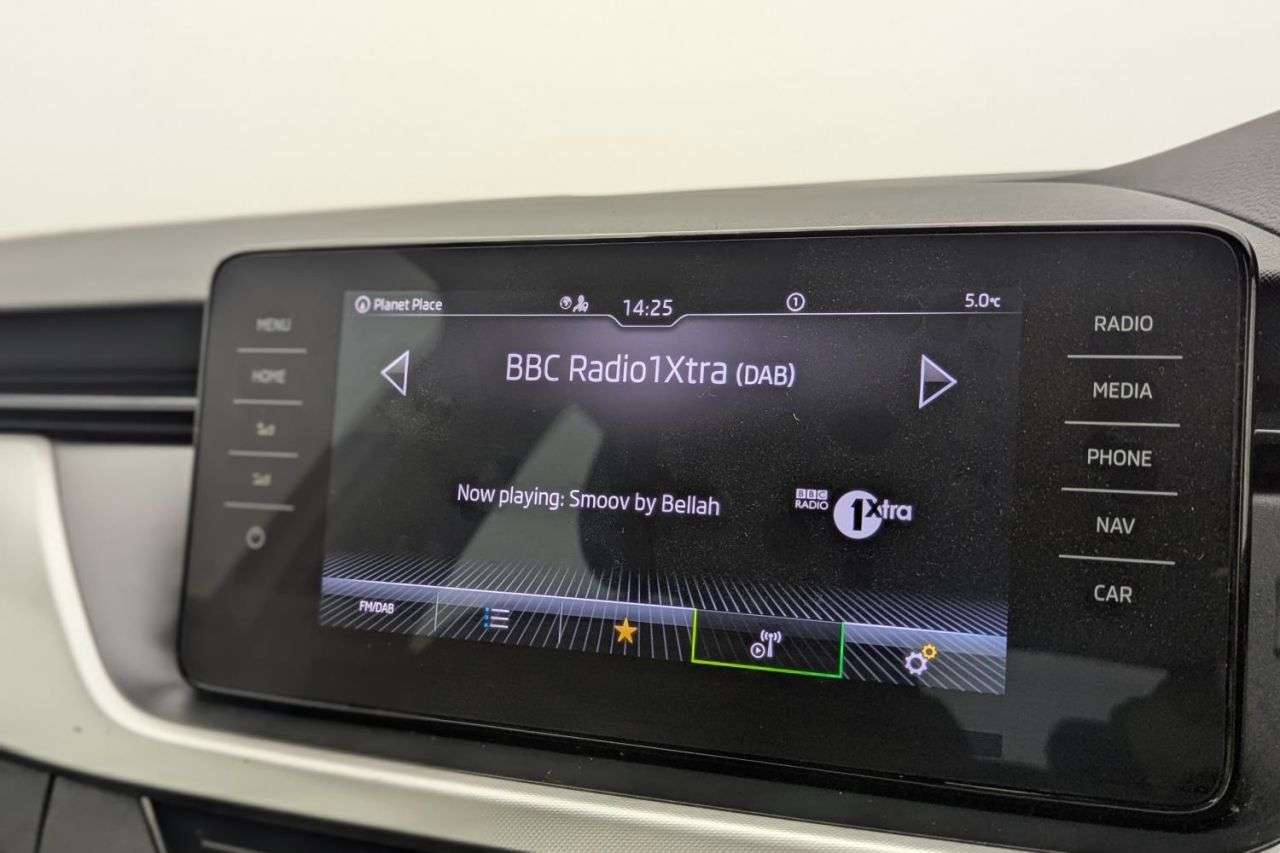 Planet Place
14:25
1
5.0°C
BBC Radio1Xtra (DAB)
Now playing: Smoov by Bellah
BBC
RADIO
1Xtra
FM/DAB
MENU
HOME
RADIO
MEDIA
PHONE
NAV
CAR